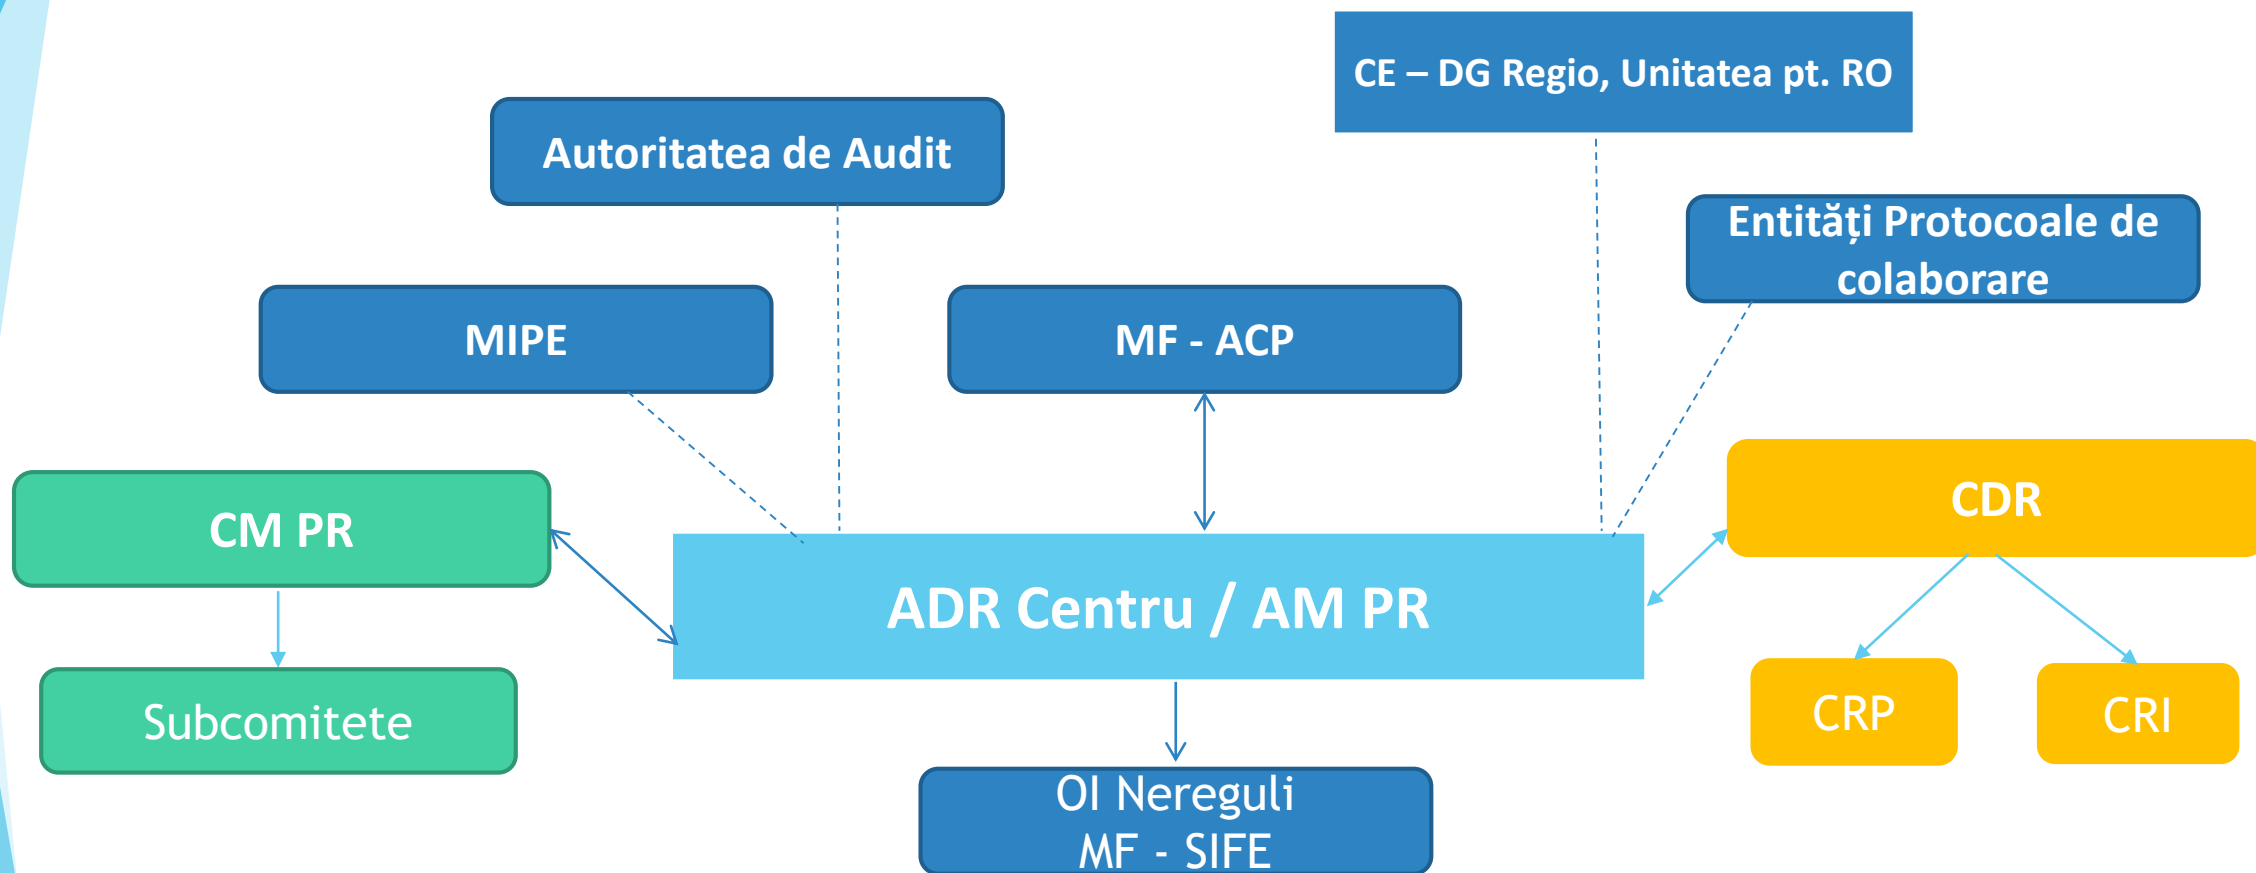 CE – DG Regio, Unitatea pt. RO
Autoritatea de Audit
Entități Protocoale de
colaborare
MIPE
MF - ACP
CM PR
CDR
ADR Centru / AM PR
Subcomitete
CRP
CRI
OI Nereguli
MF - SIFE